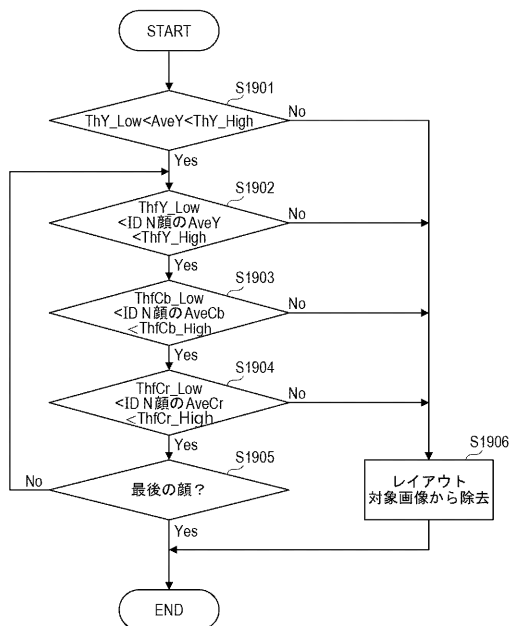 START
S1901
ThY_Low<AveY<ThY_High
No
Yes
S1902
ThfY_Low
<ID N顔のAveY
<ThfY_High
No
Yes
S1903
ThfCb_Low
<ID N顔のAveCb
<ThfCb_High
No
Yes
S1904
ThfCr_Low
<ID N顔のAveCr
<ThfCr_High
No
Yes
S1905
最後の顔？
No
Yes
S1906
レイアウト
対象画像から除去
END